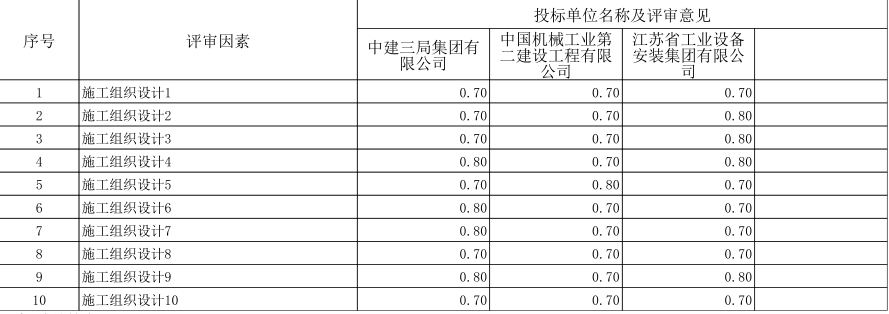 序号 评审因素 投标单位名称及评审意见
中建三局集团有限公司 中国机械工业第二建设工程有限公司 江苏省工业设备安装集团有限公司
1 施工组织设计1 0.70 0.70 0.70
2 施工组织设计2 0.70 0.70 0.80
3 施工组织设计3 0.70 0.70 0.80
4 施工组织设计4 0.80 0.70 0.80
5 施工组织设计5 0.70 0.80 0.70
6 施工组织设计6 0.80 0.70 0.70
7 施工组织设计7 0.80 0.70 0.70
8 施工组织设计8 0.70 0.70 0.70
9 施工组织设计9 0.80 0.70 0.80
10 施工组织设计10 0.70 0.70 0.70